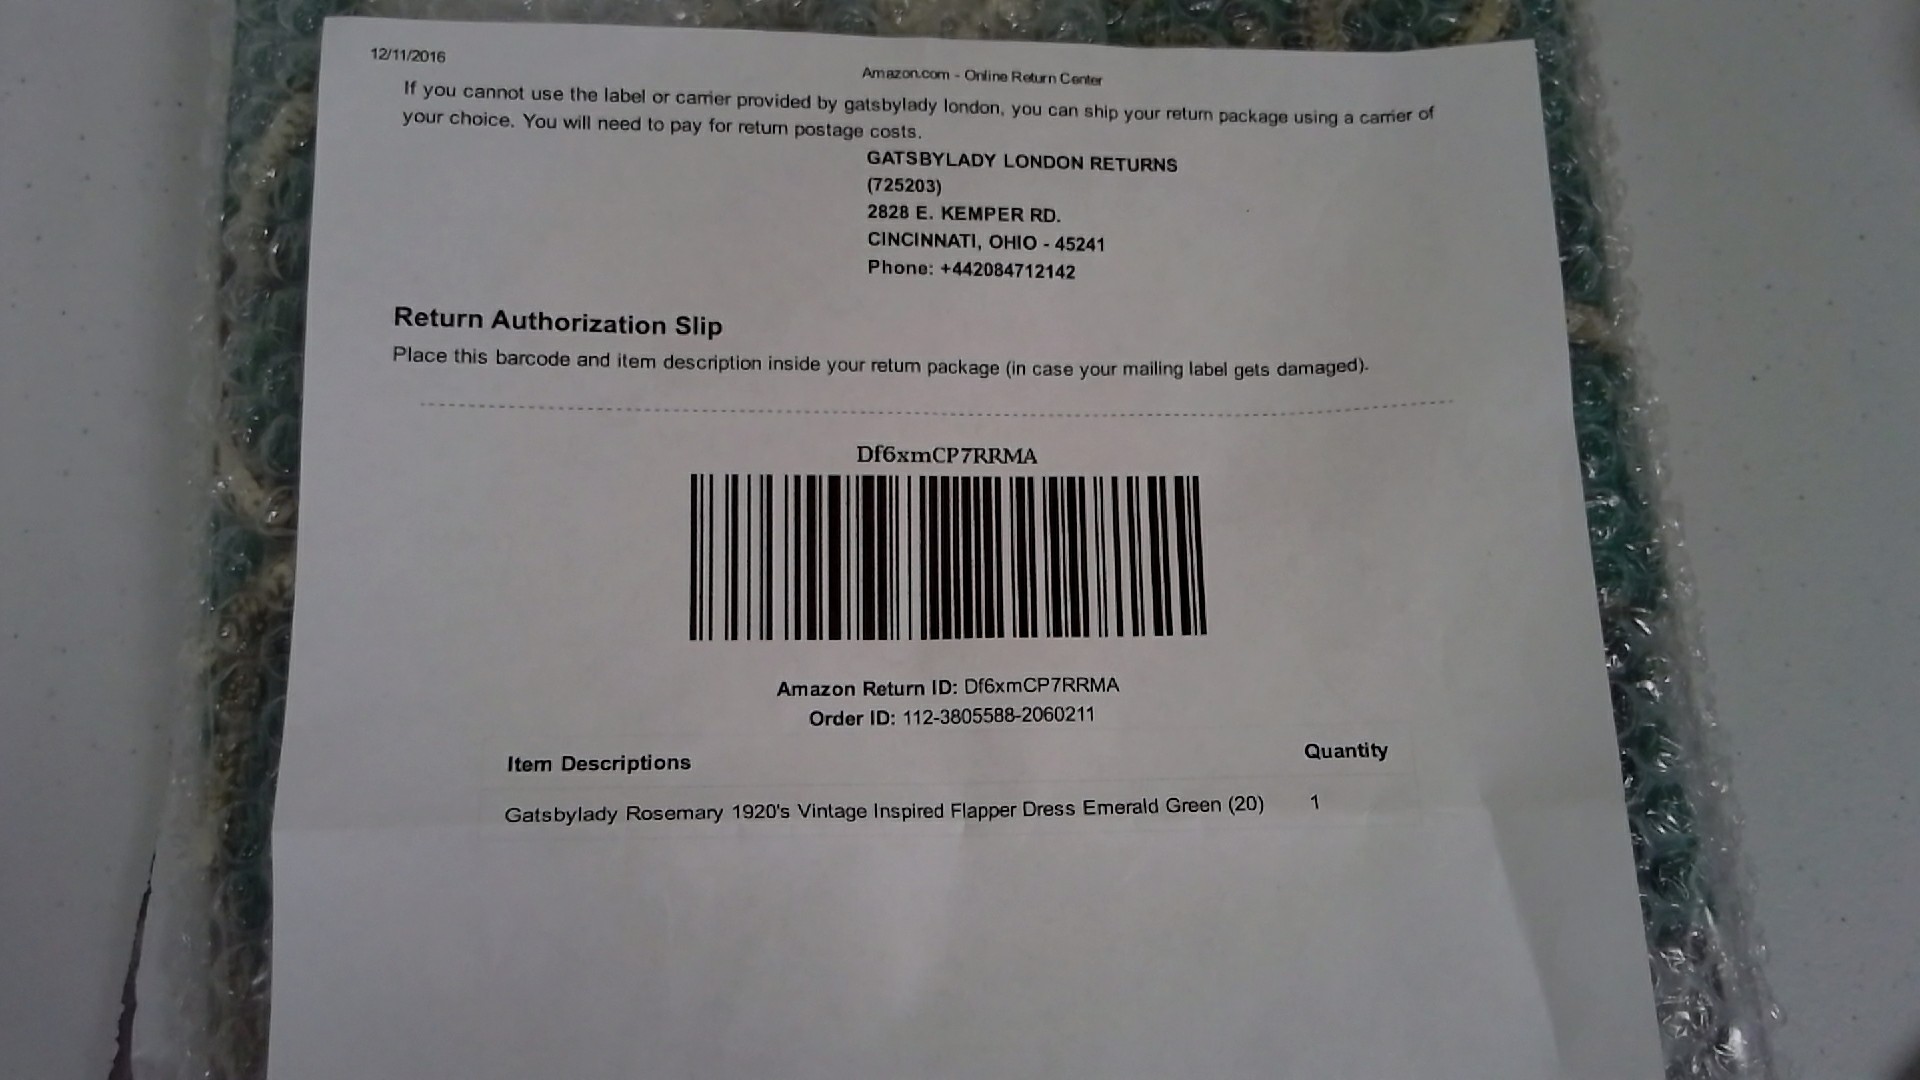 12/11/2016
Amazon.com - Online Return Center
If you cannot use the label or carrier provided by gatsbylady london, you can ship your return package using a carrier of
your choice. You will need to pay for return postage costs.
GATSBYLADY LONDON RETURNS
(725203)
2828 E. KEMPER RD.
CINCINNATI, OHIO - 45241
Phone: +442084712142
Return Authorization Slip
Place this barcode and item description inside your return package (in case your mailing label gets damaged).
Df6xmCP7RRMA
Amazon Return ID: Df6xmCP7RRMA
Order ID: 112-3805588-2060211
Item Descriptions Quantity
Gatsbylady Rosemary 1920's Vintage Inspired Flapper Dress Emerald Green (20) 1